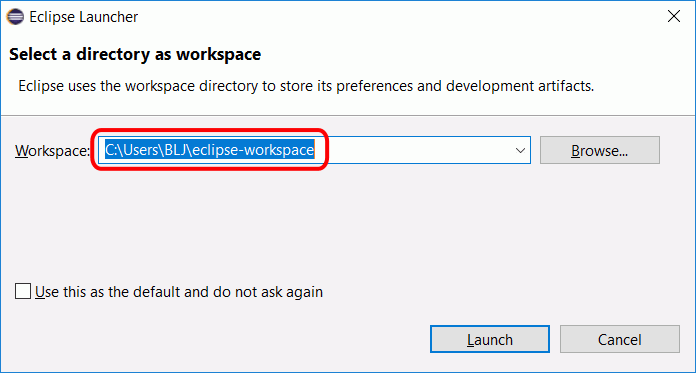 Eclipse Launcher
Select a directory as workspace
Eclipse uses the workspace directory to store its preferences and development artifacts.
Workspace: C:\Users\BLJ\eclipse-workspace Browse...
Use this as the default and do not ask again
Launch Cancel